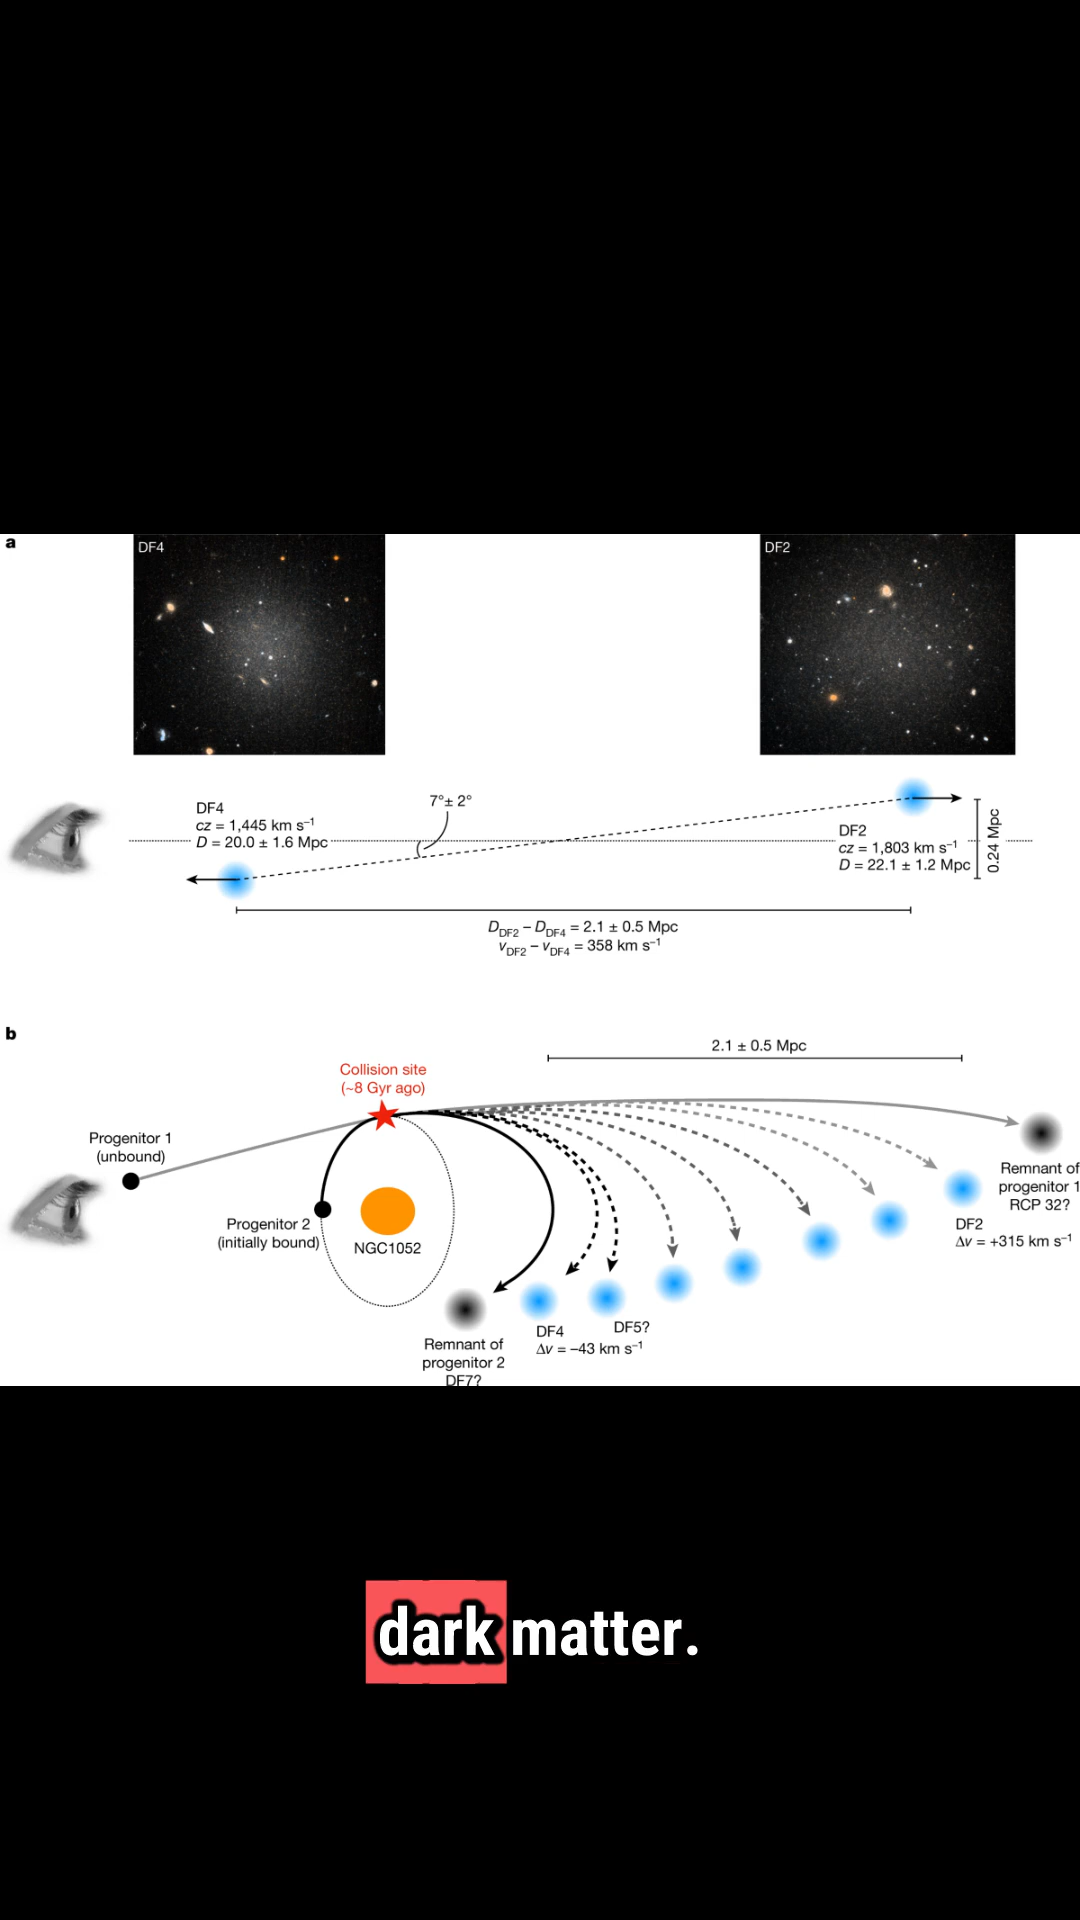 a
DF4
DF2
DF4
cz = 1,445 km s⁻¹
D = 20.0 ± 1.6 Mpc
7°± 2°
DF2
cz = 1,803 km s⁻¹
D = 22.1 ± 1.2 Mpc
0.24 Mpc
D_DF2 – D_DF4 = 2.1 ± 0.5 Mpc
v_DF2 – v_DF4 = 358 km s⁻¹
b
2.1 ± 0.5 Mpc
Collision site
(~8 Gyr ago)
Progenitor 1
(unbound)
Progenitor 2
(initially bound)
NGC1052
Remnant of
progenitor 1
RCP 32?
DF2
Δv = +315 km s⁻¹
DF4
Δv = –43 km s⁻¹
DF5?
Remnant of
progenitor 2
DF7?
dark matter.